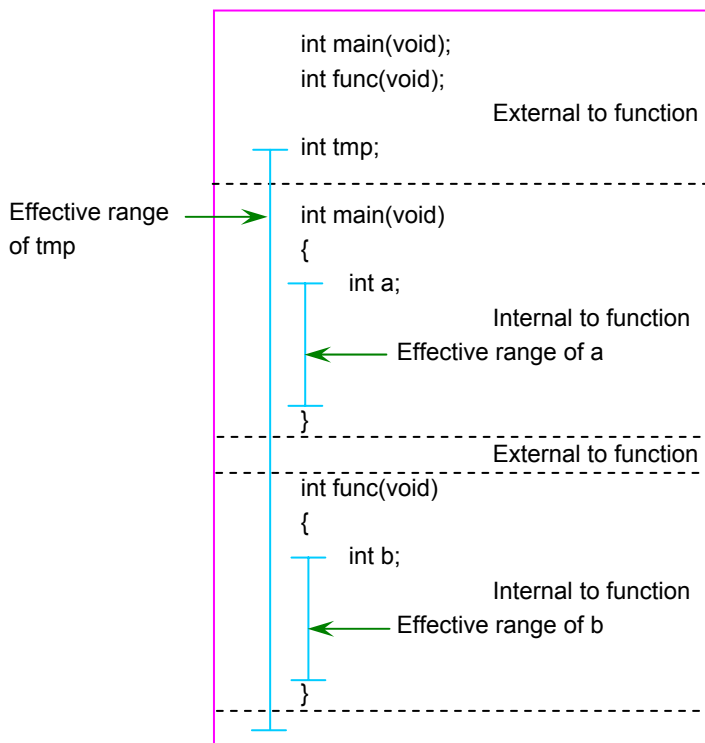 int main(void);
int func(void);
External to function
int tmp;
Effective range
of tmp
int main(void)
{
int a;
Internal to function
Effective range of a
}
External to function
int func(void)
{
int b;
Internal to function
Effective range of b
}